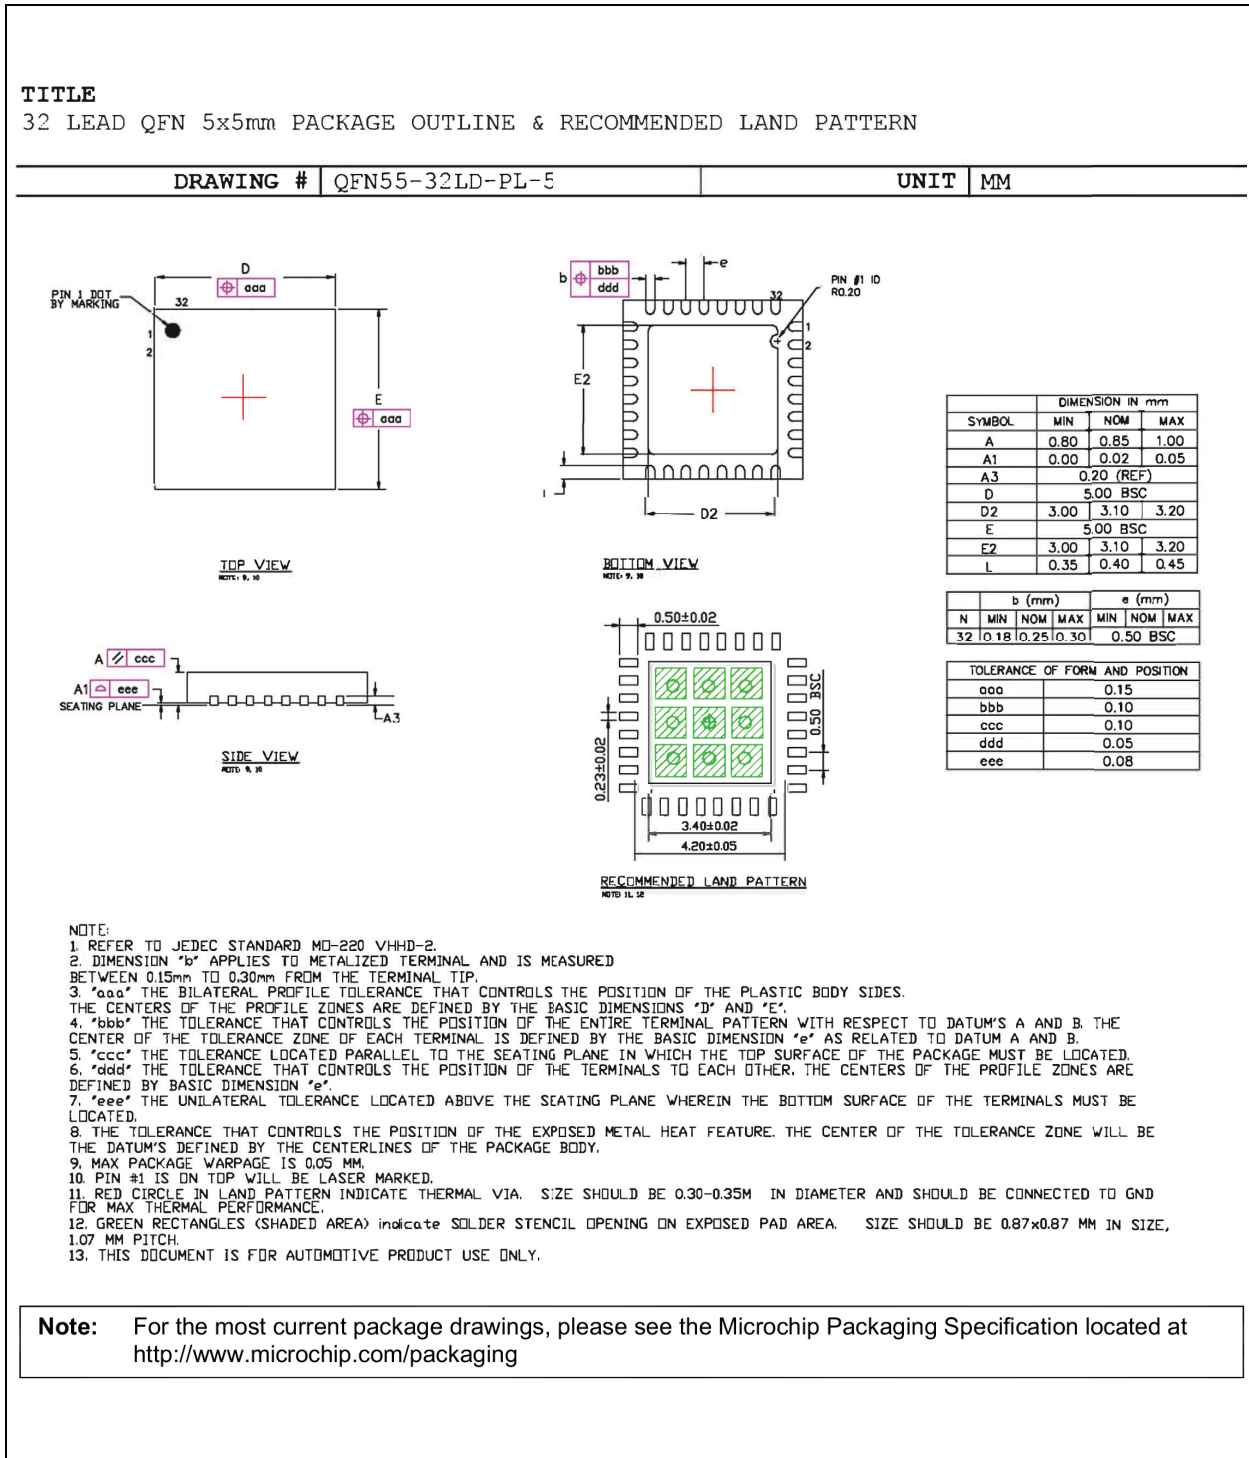 TITLE
32 LEAD QFN 5x5mm PACKAGE OUTLINE & RECOMMENDED LAND PATTERN
DRAWING # QFN55-32LD-PL-5 UNIT MM
D
aaa
PIN 1 DOT
BY MARKING
32
1
2
E
aaa
TOP VIEW
NOTE: 9, 10
b bbb
ddd
e
PIN #1 ID
R0.20
32
1
2
E2
D2
BOTTOM VIEW
NOTE: 9, 10
DIMENSION IN mm
SYMBOL MIN NOM MAX
A 0.80 0.85 1.00
A1 0.00 0.02 0.05
A3 0.20 (REF)
D 5.00 BSC
D2 3.00 3.10 3.20
E 5.00 BSC
E2 3.00 3.10 3.20
L 0.35 0.40 0.45
b (mm) e (mm)
N MIN NOM MAX MIN NOM MAX
32 0.18 0.25 0.30 0.50 BSC
TOLERANCE OF FORM AND POSITION
aaa 0.15
bbb 0.10
ccc 0.10
ddd 0.05
eee 0.08
A ccc
A1 eee
SEATING PLANE
A3
SIDE VIEW
NOTE: 9, 10
0.50±0.02
0.50 BSC
0.23±0.02
3.40±0.02
4.20±0.05
RECOMMENDED LAND PATTERN
NOTE: 11, 12
NOTE:
1. REFER TO JEDEC STANDARD MO-220 VHHD-2.
2. DIMENSION "b" APPLIES TO METALIZED TERMINAL AND IS MEASURED
BETWEEN 0.15mm TO 0.30mm FROM THE TERMINAL TIP.
3. "aaa" THE BILATERAL PROFILE TOLERANCE THAT CONTROLS THE POSITION OF THE PLASTIC BODY SIDES.
THE CENTERS OF THE PROFILE ZONES ARE DEFINED BY THE BASIC DIMENSIONS "D" AND "E".
4. "bbb" THE TOLERANCE THAT CONTROLS THE POSITION OF THE ENTIRE TERMINAL PATTERN WITH RESPECT TO DATUM'S A AND B. THE
CENTER OF THE TOLERANCE ZONE OF EACH TERMINAL IS DEFINED BY THE BASIC DIMENSION "e" AS RELATED TO DATUM A AND B.
5. "ccc" THE TOLERANCE LOCATED PARALLEL TO THE SEATING PLANE IN WHICH THE TOP SURFACE OF THE PACKAGE MUST BE LOCATED.
6. "ddd" THE TOLERANCE THAT CONTROLS THE POSITION OF THE TERMINALS TO EACH OTHER. THE CENTERS OF THE PROFILE ZONES ARE
DEFINED BY BASIC DIMENSION "e".
7. "eee" THE UNILATERAL TOLERANCE LOCATED ABOVE THE SEATING PLANE WHEREIN THE BOTTOM SURFACE OF THE TERMINALS MUST BE
LOCATED.
8. THE TOLERANCE THAT CONTROLS THE POSITION OF THE EXPOSED METAL HEAT FEATURE. THE CENTER OF THE TOLERANCE ZONE WILL BE
THE DATUM'S DEFINED BY THE CENTERLINES OF THE PACKAGE BODY.
9. MAX PACKAGE WARPAGE IS 0.05 MM.
10. PIN #1 IS ON TOP WILL BE LASER MARKED.
11. RED CIRCLE IN LAND PATTERN INDICATE THERMAL VIA. SIZE SHOULD BE 0.30-0.35M IN DIAMETER AND SHOULD BE CONNECTED TO GND
FOR MAX THERMAL PERFORMANCE.
12. GREEN RECTANGLES (SHADED AREA) indicate SOLDER STENCIL OPENING ON EXPOSED PAD AREA. SIZE SHOULD BE 0.87x0.87 MM IN SIZE,
1.07 MM PITCH.
13. THIS DOCUMENT IS FOR AUTOMOTIVE PRODUCT USE ONLY.
Note: For the most current package drawings, please see the Microchip Packaging Specification located at
http://www.microchip.com/packaging